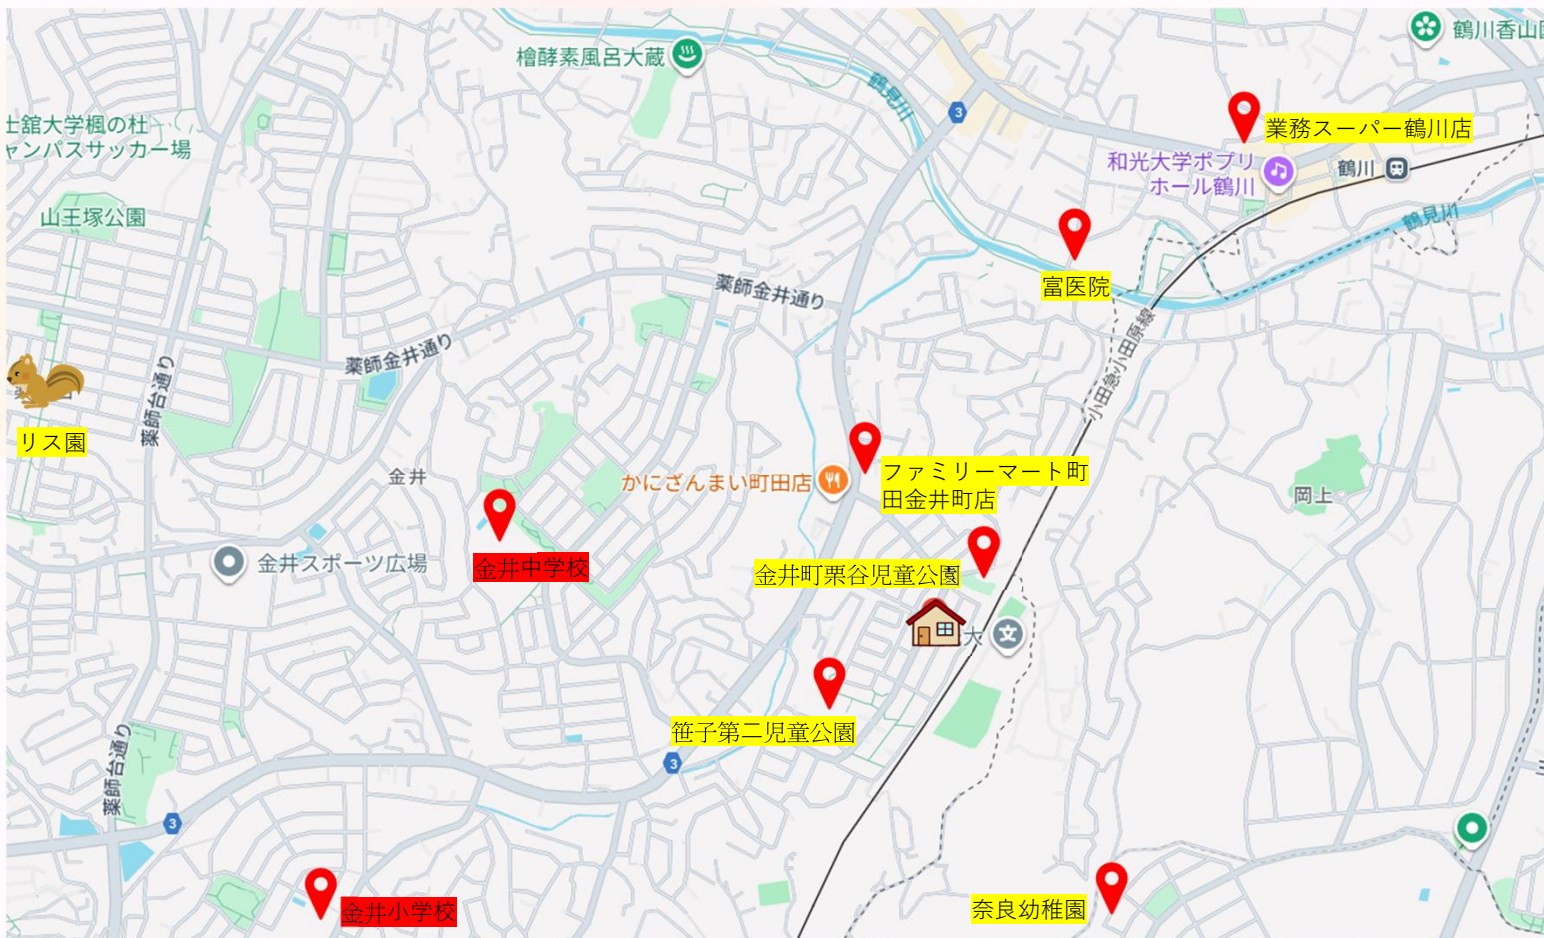 檜酵素風呂大蔵
鶴見川
3
鶴川香山
士舘大学楓の杜
ャンパスサッカー場
業務スーパー鶴川店
和光大学ポプリ
ホール鶴川
鶴川
山王塚公園
鶴見川
富医院
薬師金井通り
薬師金井通り
小田急小田原線
薬師台通り
リス園
金井
かにざんまい町田店
ファミリーマート町
田金井町店
岡上
金井スポーツ広場
金井中学校
金井町栗谷児童公園
大
文
笹子第二児童公園
3
薬師台通り
3
金井小学校
奈良幼稚園